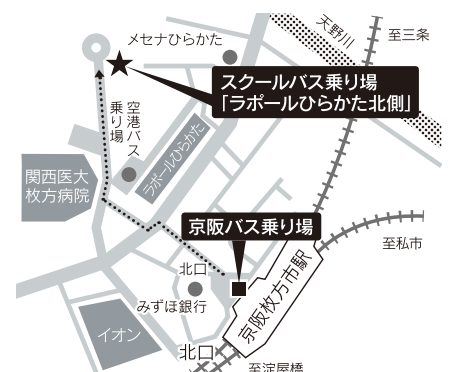 メセナひらかた
天野川
至三条
スクールバス乗り場
「ラポールひらかた北側」
空港バス
乗り場
ラポールひらかた
関西医大
枚方病院
京阪バス乗り場
至私市
北口
みずほ銀行
京阪枚方市駅
イオン
北口
至淀屋橋